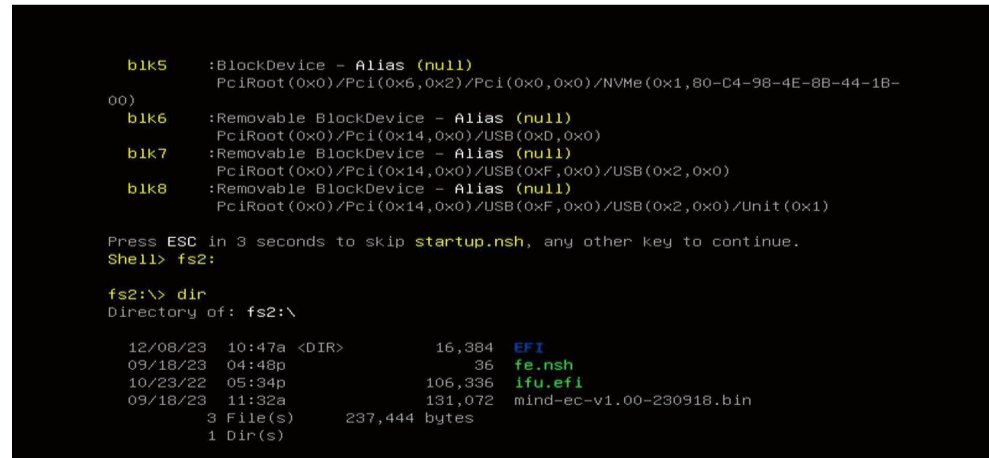 blk5 :BlockDevice - Alias (null)
PciRoot(0x0)/Pci(0x6,0x2)/Pci(0x0,0x0)/NVMe(0x1,80-C4-98-4E-8B-44-1B-
00)
blk6 :Removable BlockDevice - Alias (null)
PciRoot(0x0)/Pci(0x14,0x0)/USB(0xD,0x0)
blk7 :Removable BlockDevice - Alias (null)
PciRoot(0x0)/Pci(0x14,0x0)/USB(0xF,0x0)/USB(0x2,0x0)
blk8 :Removable BlockDevice - Alias (null)
PciRoot(0x0)/Pci(0x14,0x0)/USB(0xF,0x0)/USB(0x2,0x0)/Unit(0x1)
Press ESC in 3 seconds to skip startup.nsh, any other key to continue.
Shell> fs2:
fs2:\> dir
Directory of: fs2:\
12/08/23 10:47a <DIR> 16,384 EFI
09/18/23 04:48p 36 fe.nsh
10/23/22 05:34p 106,336 ifu.efi
09/18/23 11:32a 131,072 mind-ec-v1.00-230918.bin
3 File(s) 237,444 bytes
1 Dir(s)